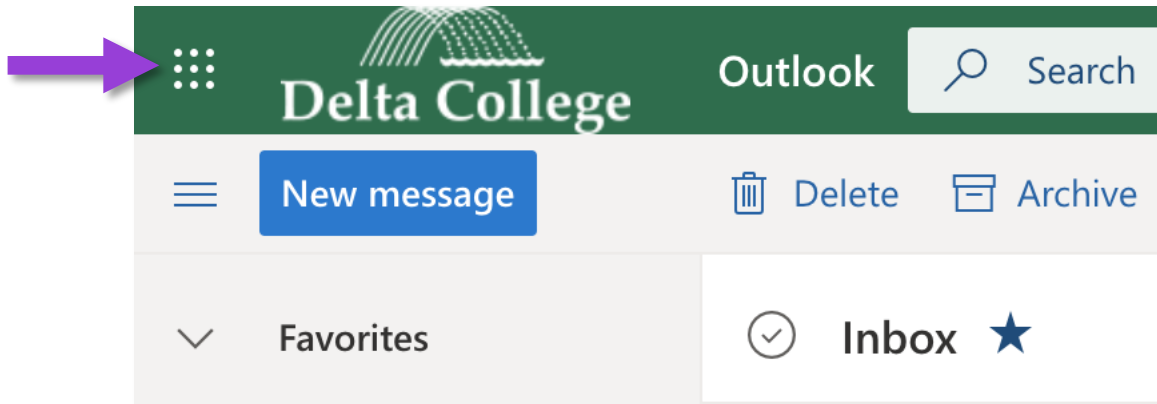 Delta College
Outlook
Search
New message
Delete
Archive
Favorites
Inbox